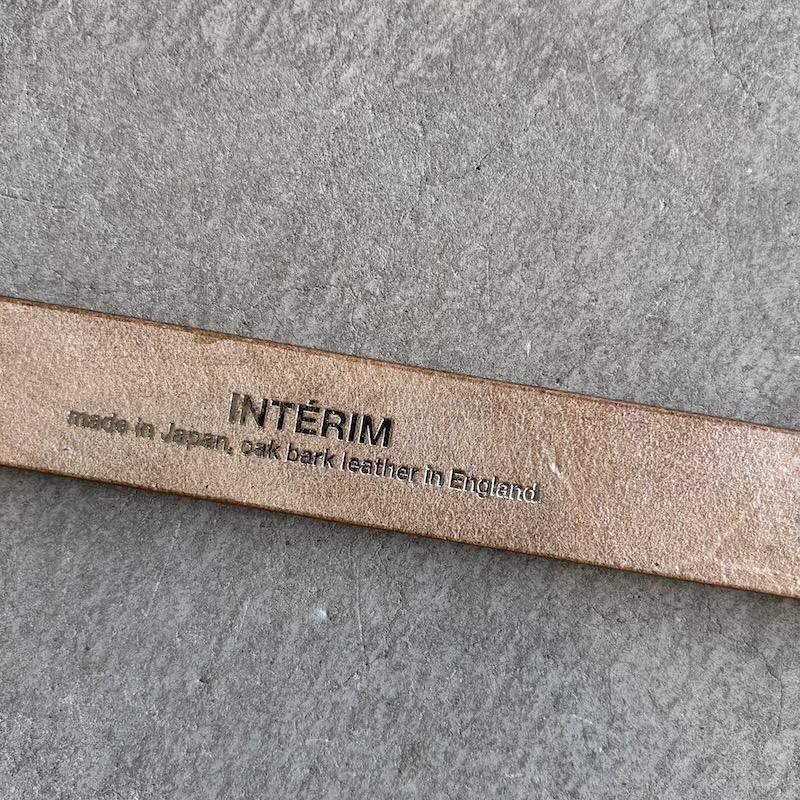 INTÉRIM
made in Japan, oak bark leather in England